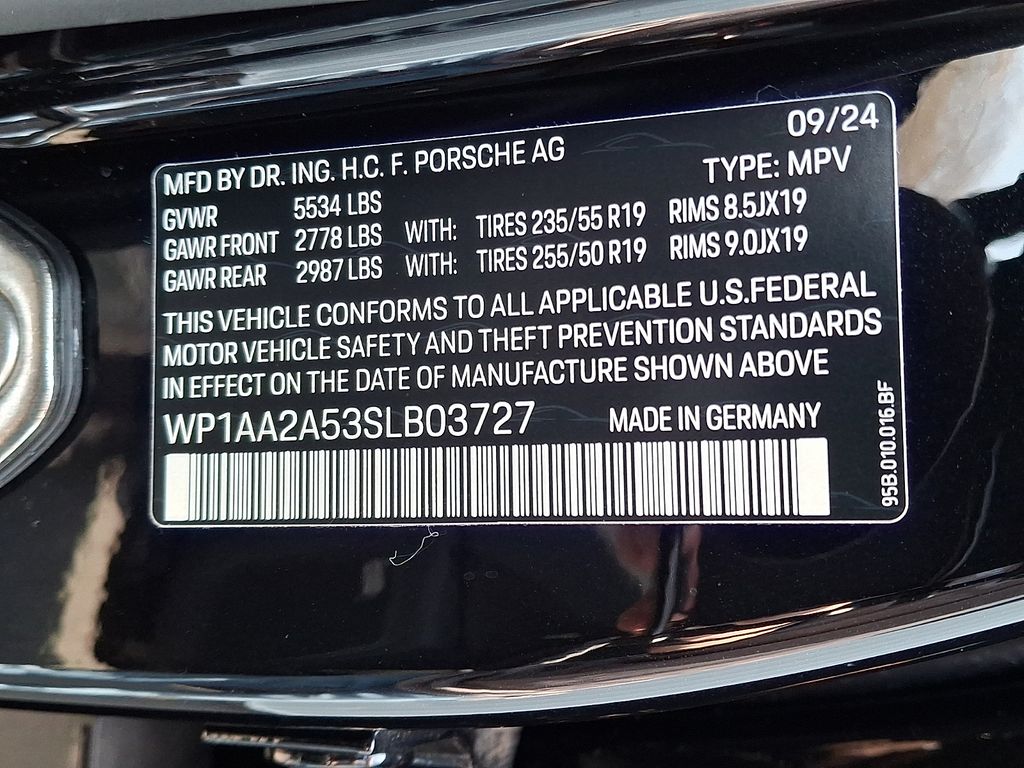 09/24
MFD BY DR. ING. H.C. F. PORSCHE AG TYPE: MPV
GVWR 5534 LBS
GAWR FRONT 2778 LBS WITH: TIRES 235/55 R19 RIMS 8.5JX19
GAWR REAR 2987 LBS WITH: TIRES 255/50 R19 RIMS 9.0JX19
THIS VEHICLE CONFORMS TO ALL APPLICABLE U.S.FEDERAL
MOTOR VEHICLE SAFETY AND THEFT PREVENTION STANDARDS
IN EFFECT ON THE DATE OF MANUFACTURE SHOWN ABOVE
WP1AA2A53SLB03727 MADE IN GERMANY
95B.010.016.BF